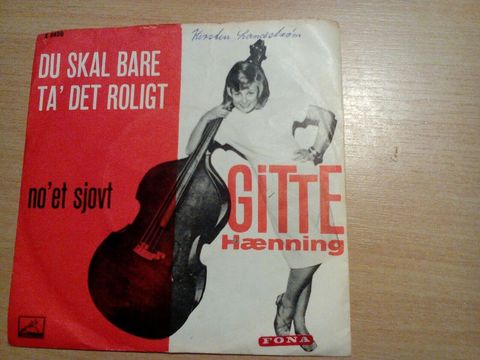 DU SKAL BARE
TA' DET ROLIGT
no'et sjovt
GiTTE
Hænning
FONA